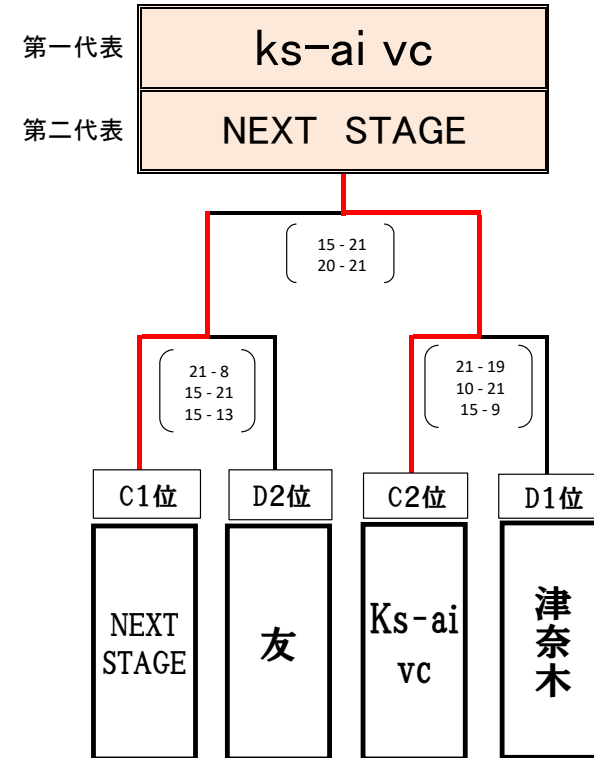 第一代表
ks-ai vc
第二代表
NEXT STAGE
15 - 21
20 - 21
21 - 8
15 - 21
15 - 13
21 - 19
10 - 21
15 - 9
C1位
D2位
C2位
D1位
NEXT
STAGE
友
Ks-ai
vc
津奈木